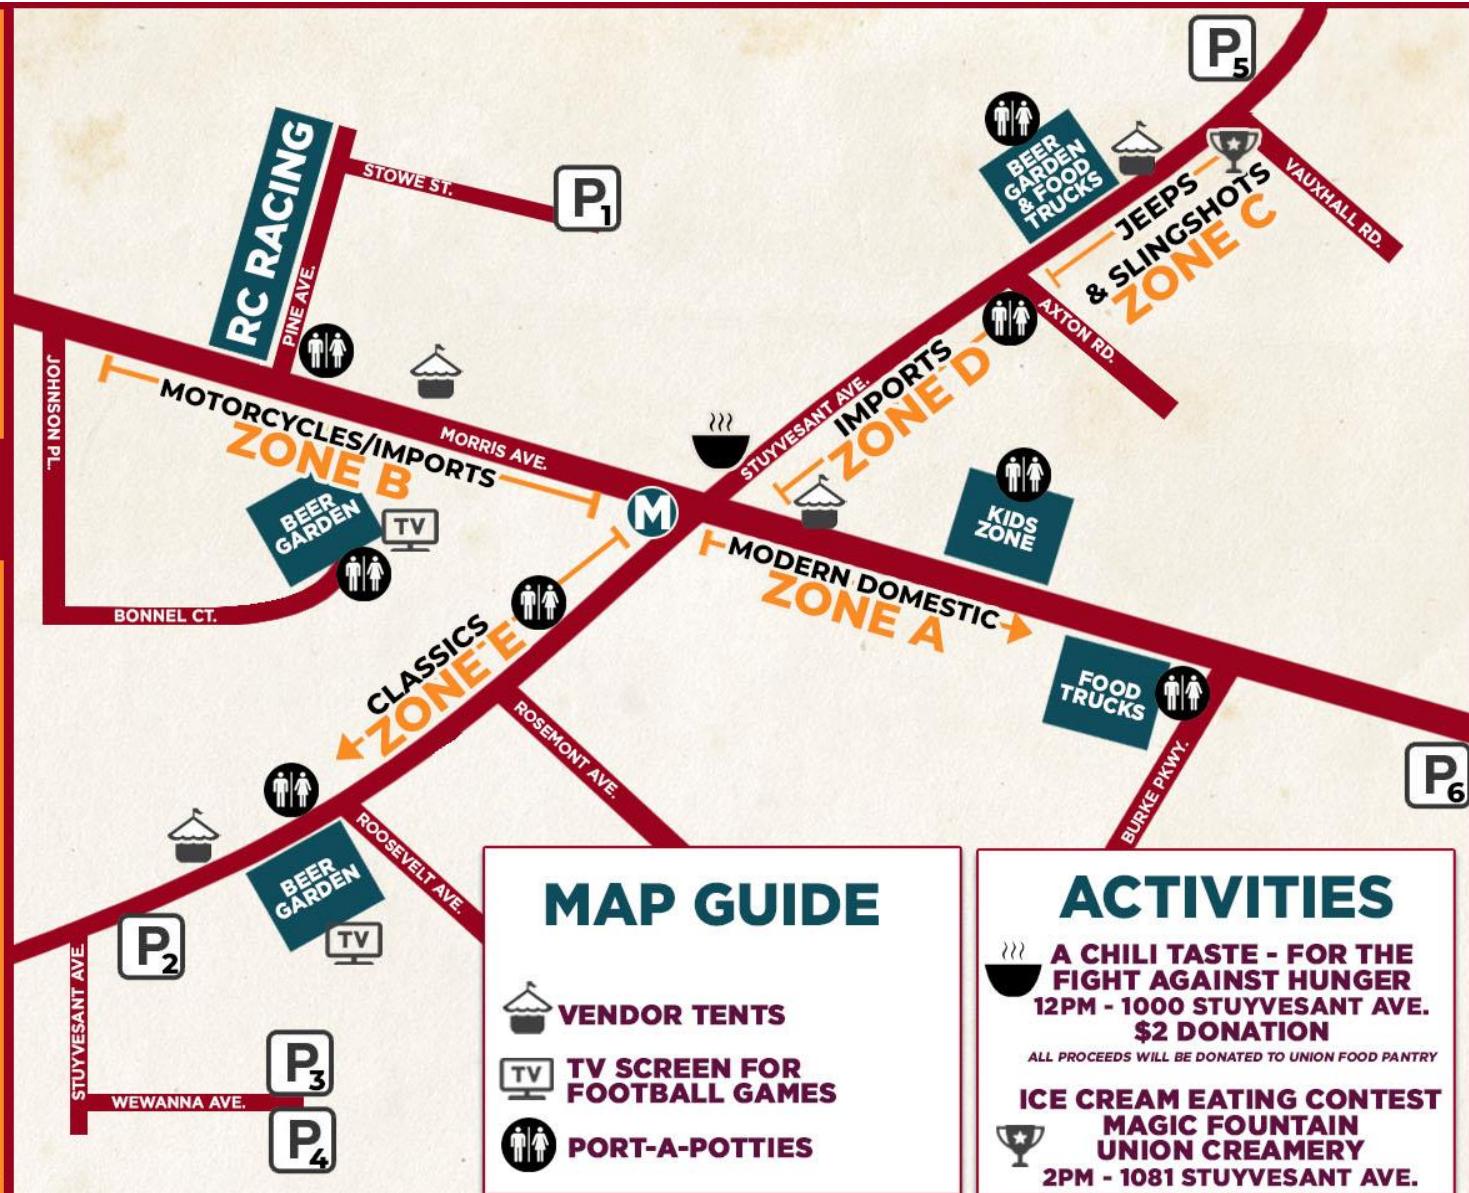 P5
BEER
GARDEN
& FOOD
TRUCKS
JEEPS
& SLINGSHOTS
ZONE C
VAUXHALL RD.
RC RACING
STOWE ST.
P1
PINE AVE.
AXTON RD.
IMPORTS
ZONE D
STUYVESANT AVE.
JOHNSON PL.
MOTORCYCLES/IMPORTS
ZONE B
MORRIS AVE.
BEER
GARDEN
TV
M
KIDS
ZONE
MODERN DOMESTIC
ZONE A
BONNEL CT.
CLASSICS
ZONE E
FOOD
TRUCKS
ROSEMONT AVE.
BURKE PKWY.
P6
ROOSEVELT AVE.
BEER
GARDEN
TV
P2
STUYVESANT AVE.
P3
WEWANNA AVE.
P4
MAP GUIDE
VENDOR TENTS
TV
TV SCREEN FOR
FOOTBALL GAMES
PORT-A-POTTIES
ACTIVITIES
A CHILI TASTE - FOR THE
FIGHT AGAINST HUNGER
12PM - 1000 STUYVESANT AVE.
$2 DONATION
ALL PROCEEDS WILL BE DONATED TO UNION FOOD PANTRY
ICE CREAM EATING CONTEST
MAGIC FOUNTAIN
UNION CREAMERY
2PM - 1081 STUYVESANT AVE.